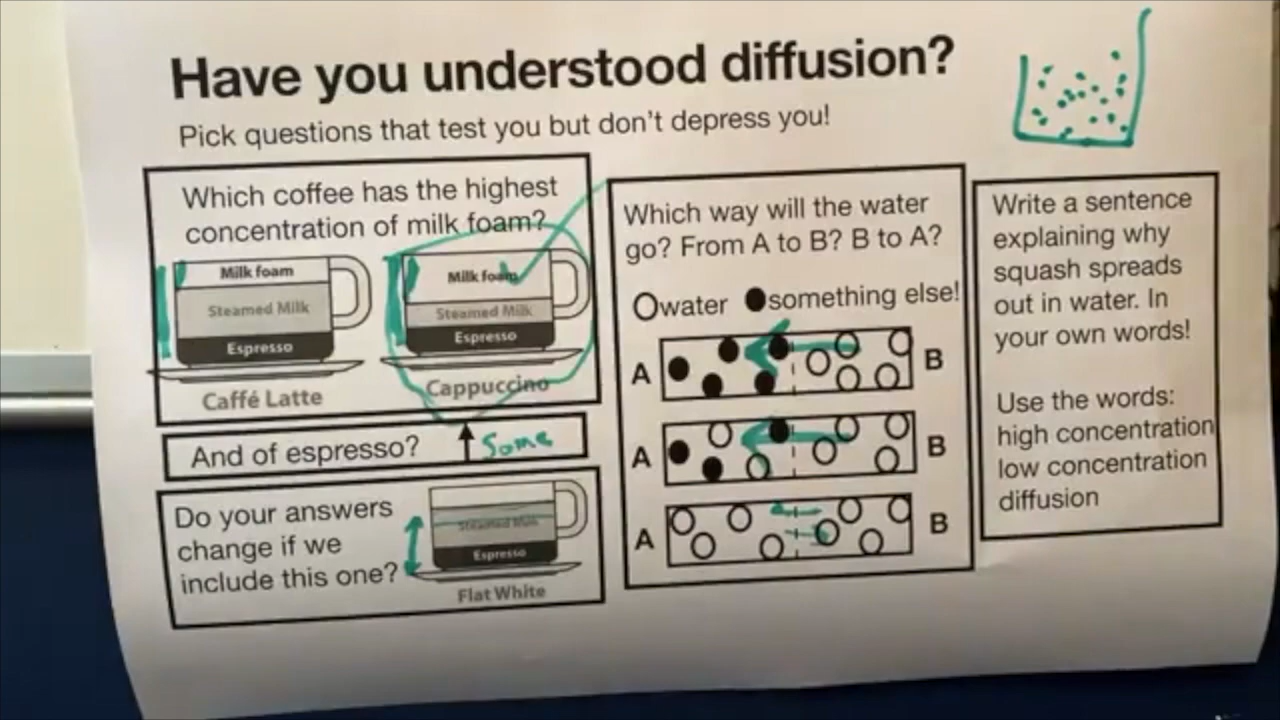 Have you understood diffusion?
Pick questions that test you but don't depress you!
Which coffee has the highest
concentration of milk foam?
Milk foam
Steamed Milk
Espresso
Caffé Latte
Milk foam
Steamed Milk
Espresso
Cappuccino
And of espresso?
Some
Do your answers
change if we
include this one?
Steamed Milk
Espresso
Flat White
Which way will the water
go? From A to B? B to A?
water something else!
A B
A B
A B
Write a sentence
explaining why
squash spreads
out in water. In
your own words!
Use the words:
high concentration
low concentration
diffusion